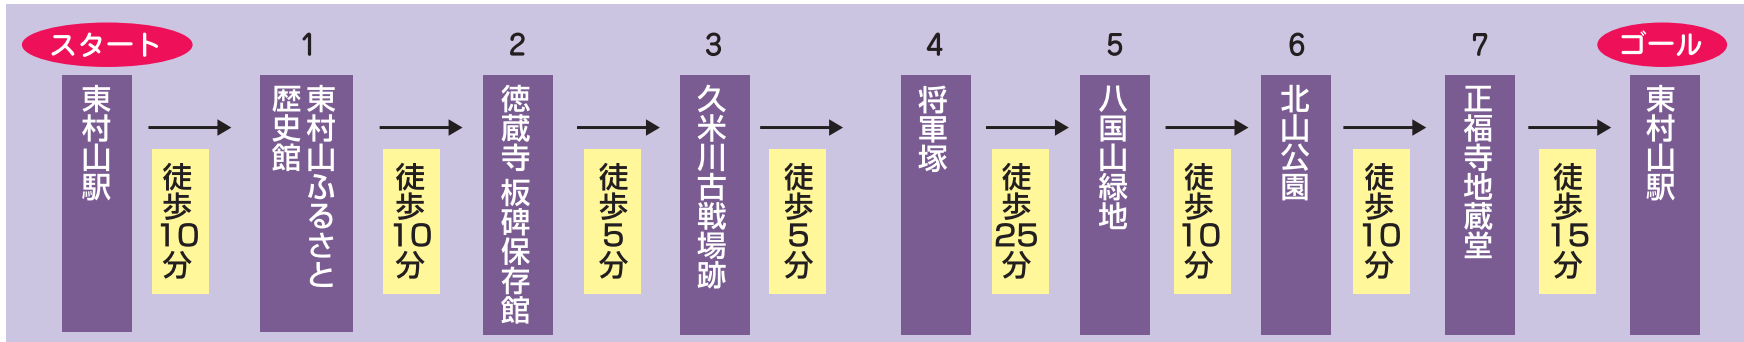 スタート
東村山駅
徒歩10分
1
東村山ふるさと
歴史館
徒歩10分
2
徳蔵寺 板碑保存館
徒歩5分
3
久米川古戦場跡
徒歩5分
4
将軍塚
徒歩25分
5
八国山緑地
徒歩10分
6
北山公園
徒歩10分
7
正福寺地蔵堂
徒歩15分
ゴール
東村山駅